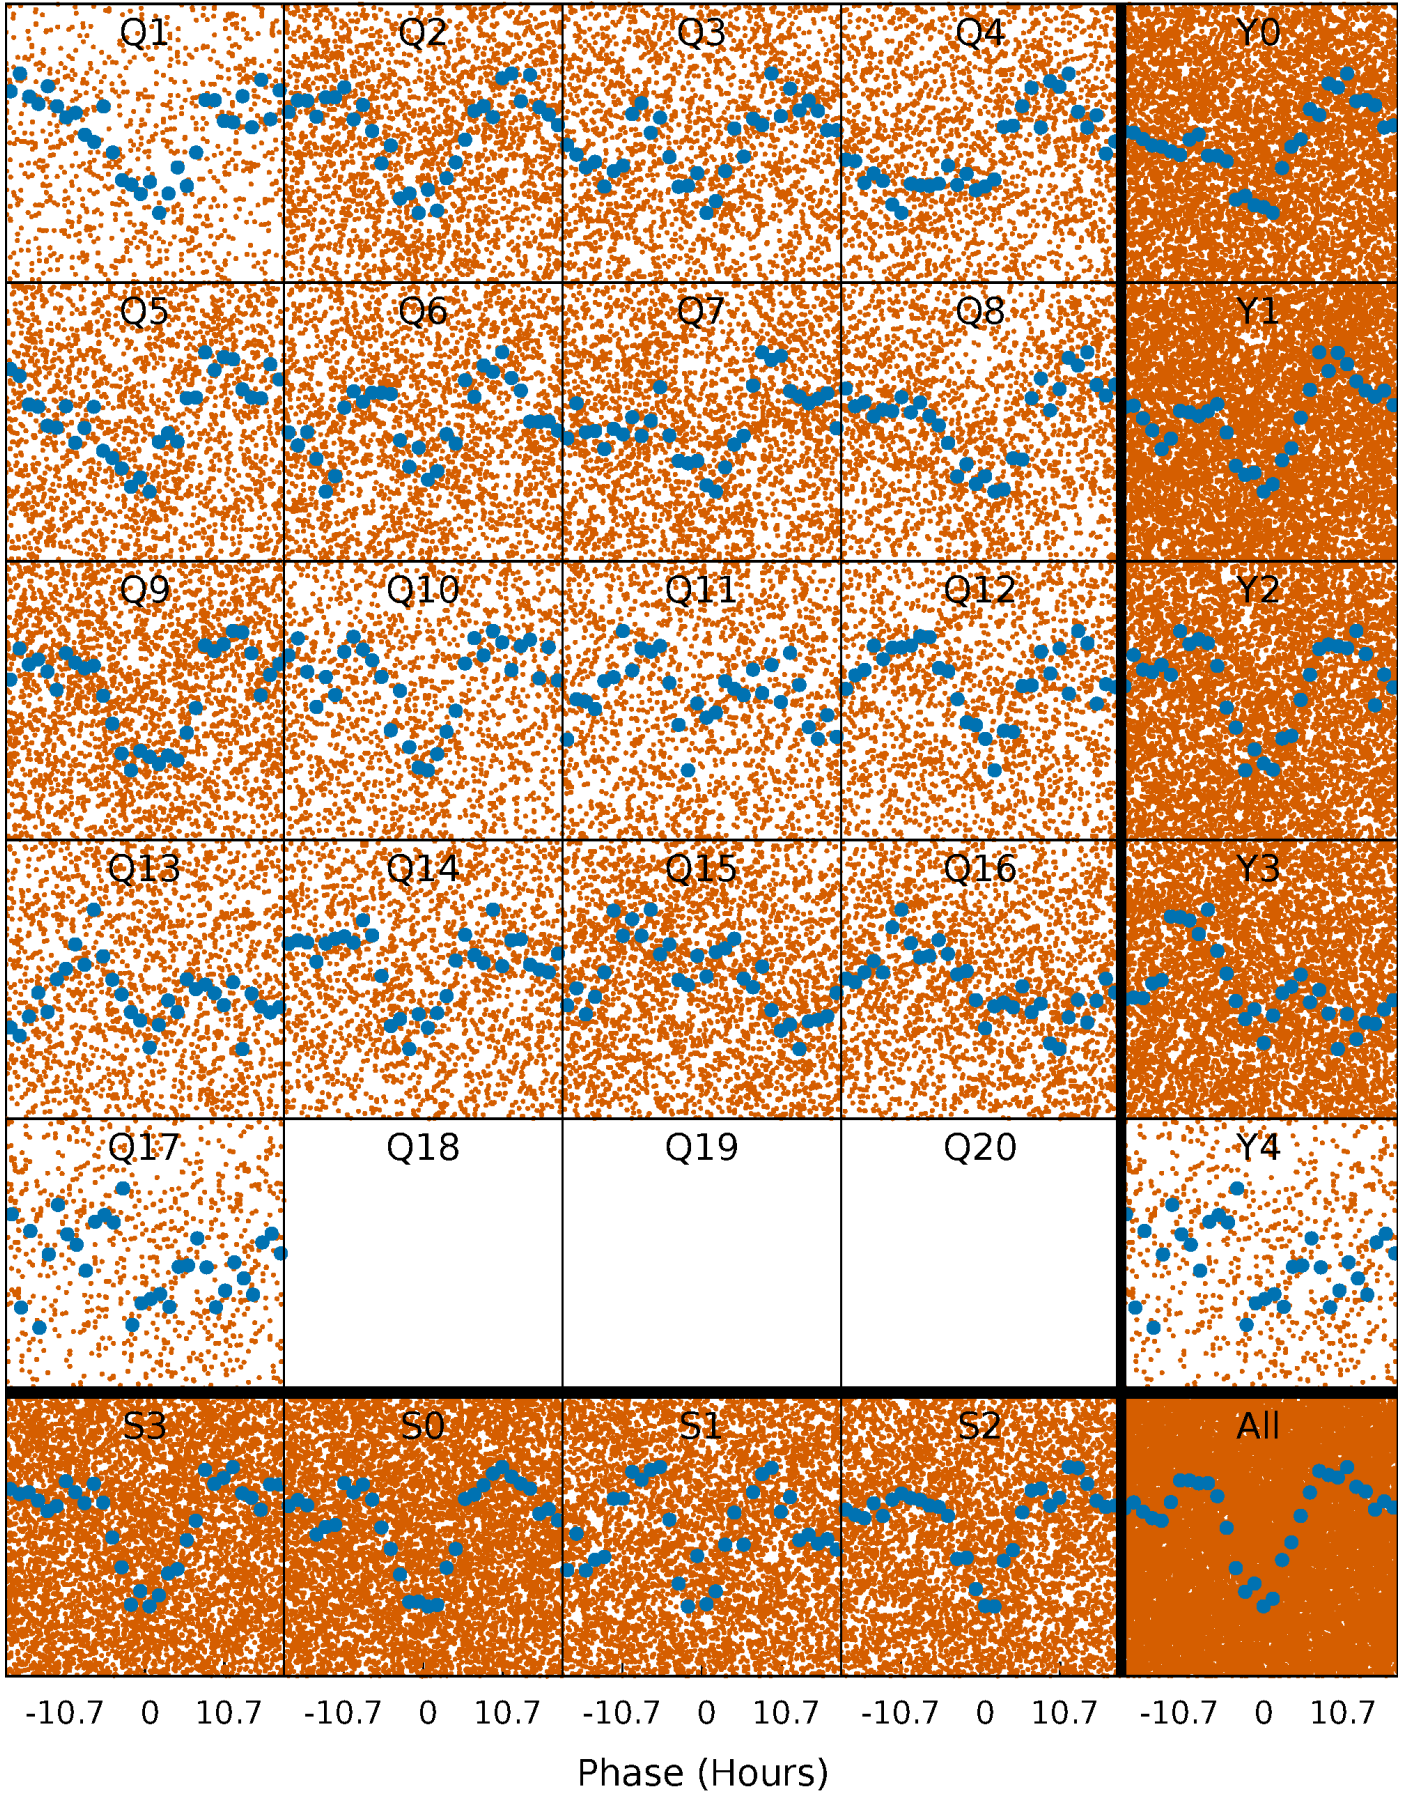 Q1 Q2 Q3 Q4 Y0
Q5 Q6 Q7 Q8 Y1
Q9 Q10 Q11 Q12 Y2
Q13 Q14 Q15 Q16 Y3
Q17 Q18 Q19 Q20 Y4
S3 S0 S1 S2 All
-10.7 0 10.7 -10.7 0 10.7 -10.7 0 10.7 -10.7 0 10.7 -10.7 0 10.7
Phase (Hours)